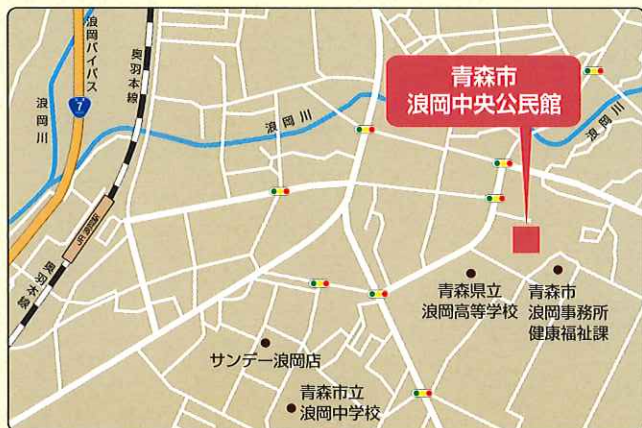 浪岡バイパス
奥羽本線
7
浪岡川
浪岡川
青森市
浪岡中央公民館
浪岡川
JR浪岡駅
奥羽本線
青森県立
浪岡高等学校
青森市
浪岡事務所
健康福祉課
サンデー浪岡店
青森市立
浪岡中学校